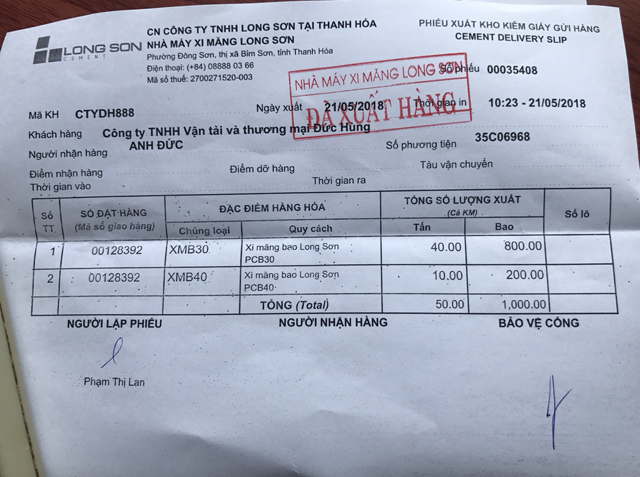 LONG SON
CEMENT
CN CÔNG TY TNHH LONG SƠN TẠI THANH HÓA
NHÀ MÁY XI MĂNG LONG SƠN
Phường Đông Sơn, thị xã Bỉm Sơn, tỉnh Thanh Hóa
Điện thoại: (+84) 08888 03 66
Mã số thuế: 2700271520-003
PHIẾU XUẤT KHO KIÊM GIẤY GỬI HÀNG
CEMENT DELIVERY SLIP
Số phiếu 00035408
NHÀ MÁY XI MĂNG LONG SƠN
ĐÃ XUẤT HÀNG
Mã KH CTYDH888 Ngày xuất 21/05/2018 Thời gian in 10:23 - 21/05/2018
Khách hàng Công ty TNHH Vận tải và thương mại Đức Hùng
Người nhận hàng ANH ĐỨC Số phương tiện 35C06968
Điểm nhận hàng Điểm dỡ hàng Tàu vận chuyển
Thời gian vào Thời gian ra
Số TT SỐ ĐẶT HÀNG (Mã số giao hàng) ĐẶC ĐIỂM HÀNG HÓA TỔNG SỐ LƯỢNG XUẤT (Cả KM) Số lô
Chủng loại Quy cách Tấn Bao
1 00128392 XMB30 Xi măng bao Long Sơn PCB30 40.00 800.00
2 00128392 XMB40 Xi măng bao Long Sơn PCB40 10.00 200.00
TỔNG (Total) 50.00 1,000.00
NGƯỜI LẬP PHIẾU NGƯỜI NHẬN HÀNG BẢO VỆ CÔNG
Phạm Thị Lan